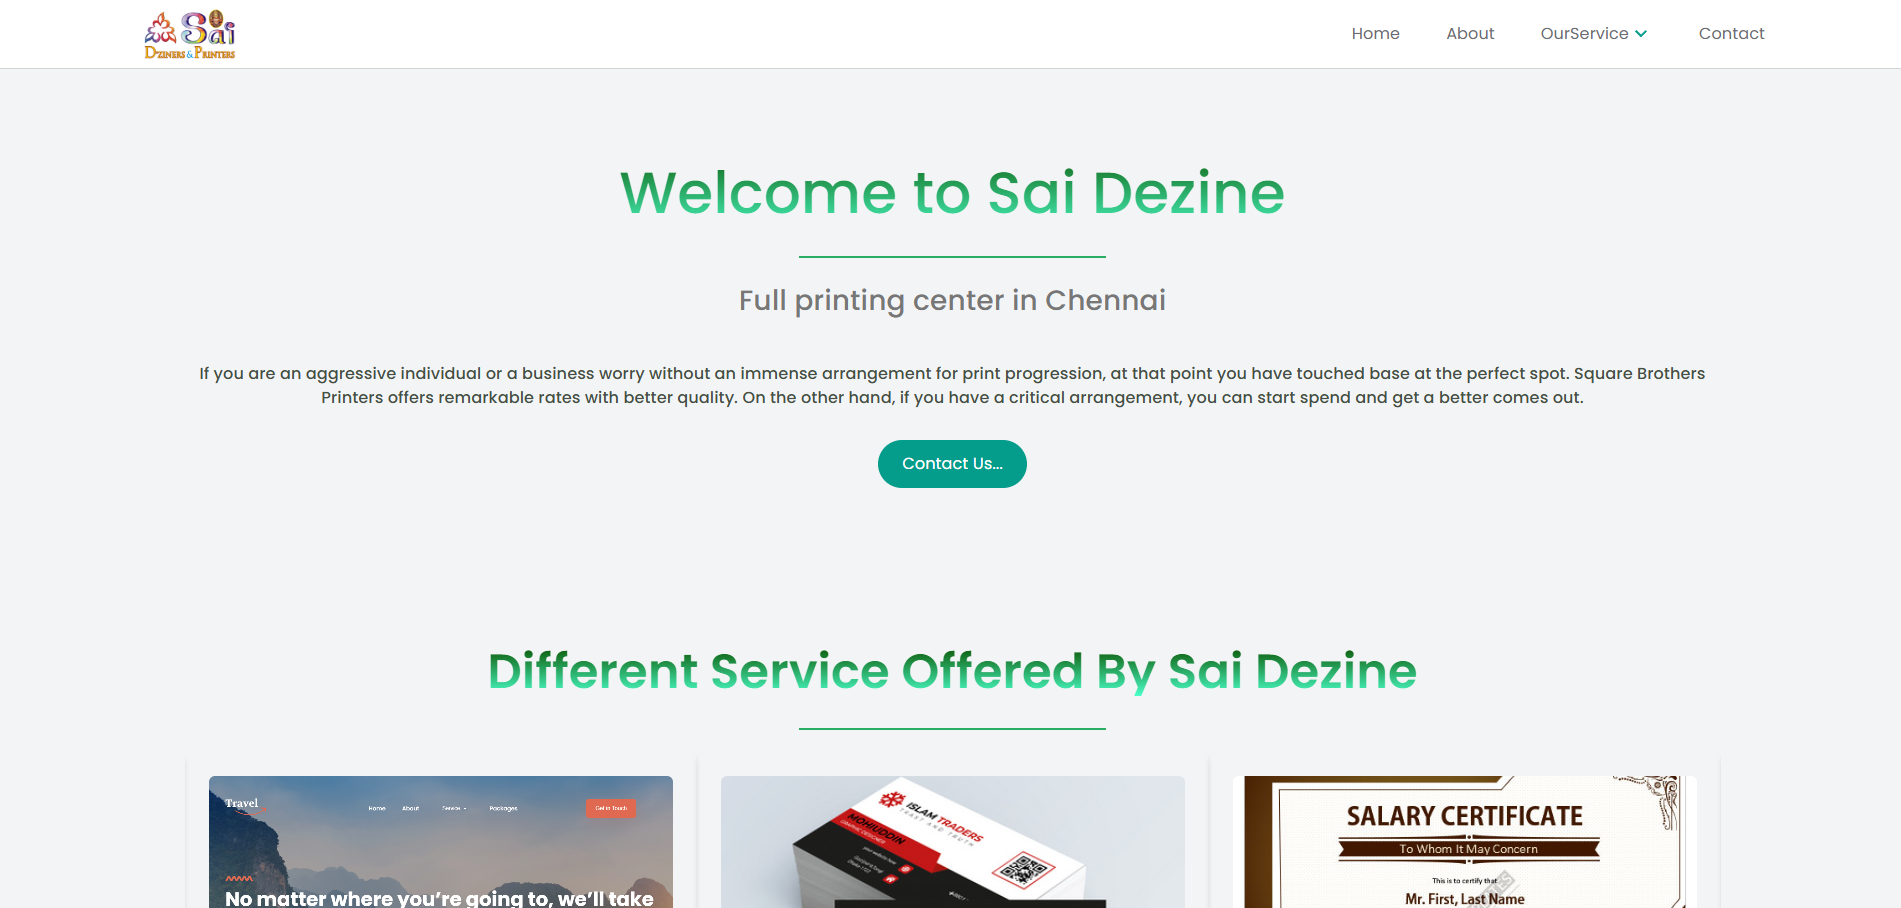 Sai
DZINERS & PRINTERS
Home About OurService Contact
Welcome to Sai Dezine
Full printing center in Chennai
If you are an aggressive individual or a business worry without an immense arrangement for print progression, at that point you have touched base at the perfect spot. Square Brothers
Printers offers remarkable rates with better quality. On the other hand, if you have a critical arrangement, you can start spend and get a better comes out.
Contact Us...
Different Service Offered By Sai Dezine
Travel
Home About Service Packages Get in Touch
No matter where you're going to, we'll take
ISLAM TRADERS
TRAST AND TRUTH
MOHIUDDIN
GRAPHIC DESIGNER
SALARY CERTIFICATE
To Whom It May Concern
This is to certify that
Mr. First, Last Name